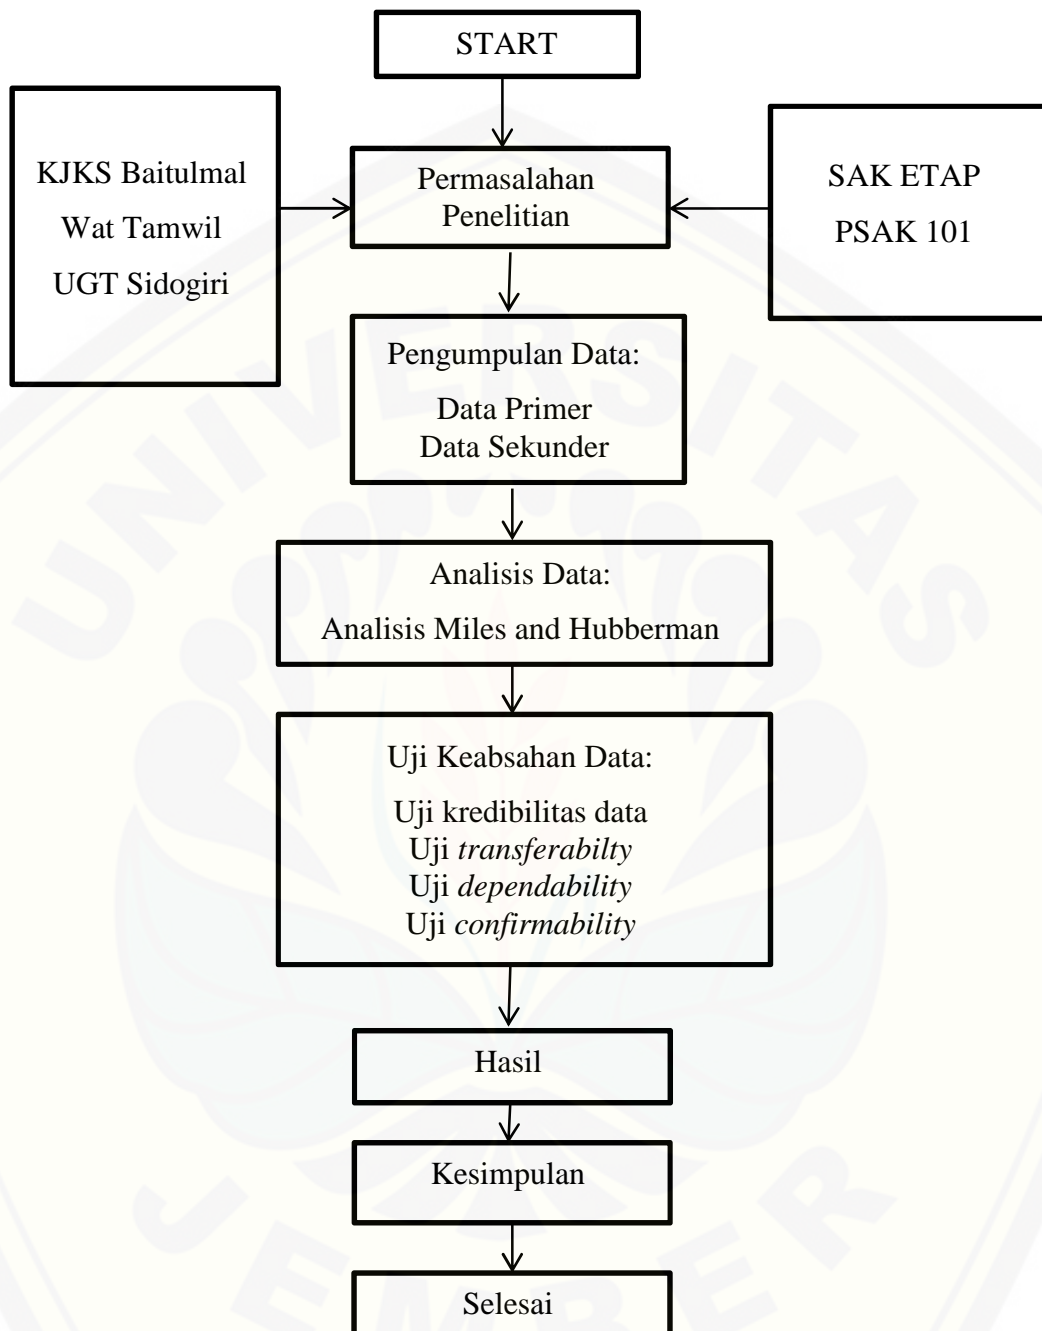 START
KJKS Baitulmal
Wat Tamwil
UGT Sidogiri
Permasalahan
Penelitian
SAK ETAP
PSAK 101
Pengumpulan Data:
Data Primer
Data Sekunder
Analisis Data:
Analisis Miles and Hubberman
Uji Keabsahan Data:
Uji kredibilitas data
Uji transferabilty
Uji dependability
Uji confirmability
Hasil
Kesimpulan
Selesai
UNIVERSITAS
JEMBER